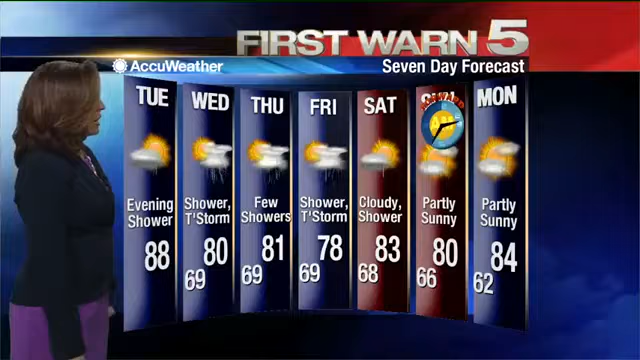 FIRST WARN 5
AccuWeather
Seven Day Forecast
TUE
Evening
Shower
88
WED
Shower,
T'Storm
80
69
THU
Few
Showers
81
69
FRI
Shower,
T'Storm
78
69
SAT
Cloudy,
Shower
83
68
Partly
Sunny
80
66
MON
Partly
Sunny
84
62